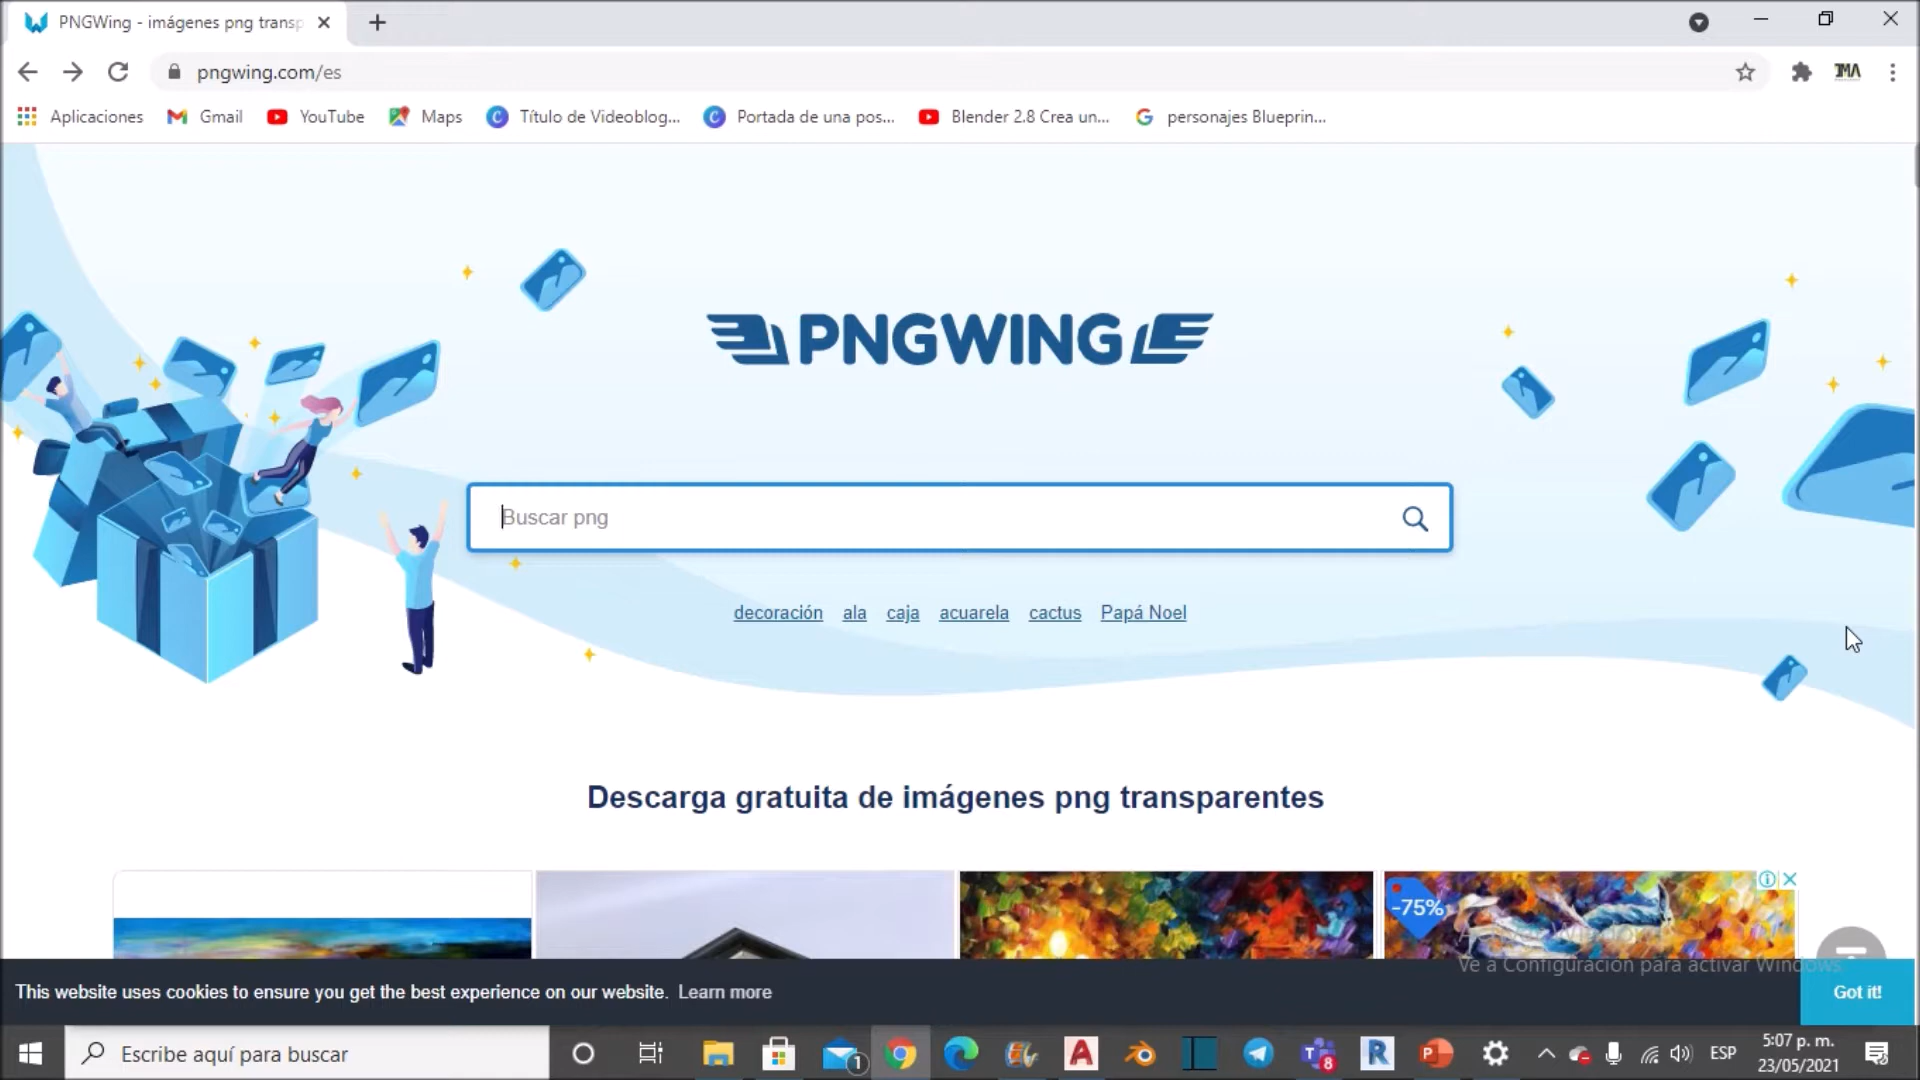 PNGWing - imágenes png transp
pngwing.com/es
IMA
Aplicaciones
Gmail
YouTube
Maps
Título de Videoblog...
Portada de una pos...
Blender 2.8 Crea un...
personajes Blueprin...
PNGWING
Buscar png
decoración ala caja acuarela cactus Papá Noel
Descarga gratuita de imágenes png transparentes
-75%
Ve a Configuración para activar Windows.
This website uses cookies to ensure you get the best experience on our website. Learn more
Got it!
Escribe aquí para buscar
1
8
ESP
5:07 p. m.
23/05/2021